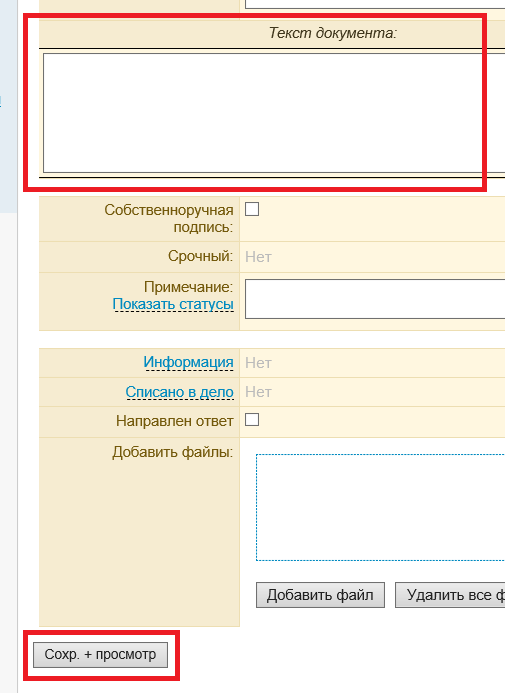 Текст документа:
Собственноручная
подпись:
Срочный: Нет
Примечание:
Показать статусы
Информация Нет
Списано в дело Нет
Направлен ответ
Добавить файлы:
Добавить файл Удалить все ф
Сохр. + просмотр